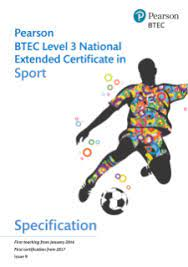 Pearson
BTEC
Pearson
BTEC Level 3 National
Extended Certificate in
Sport
Specification
First teaching from January 2016
First certification from 2017
Issue 9